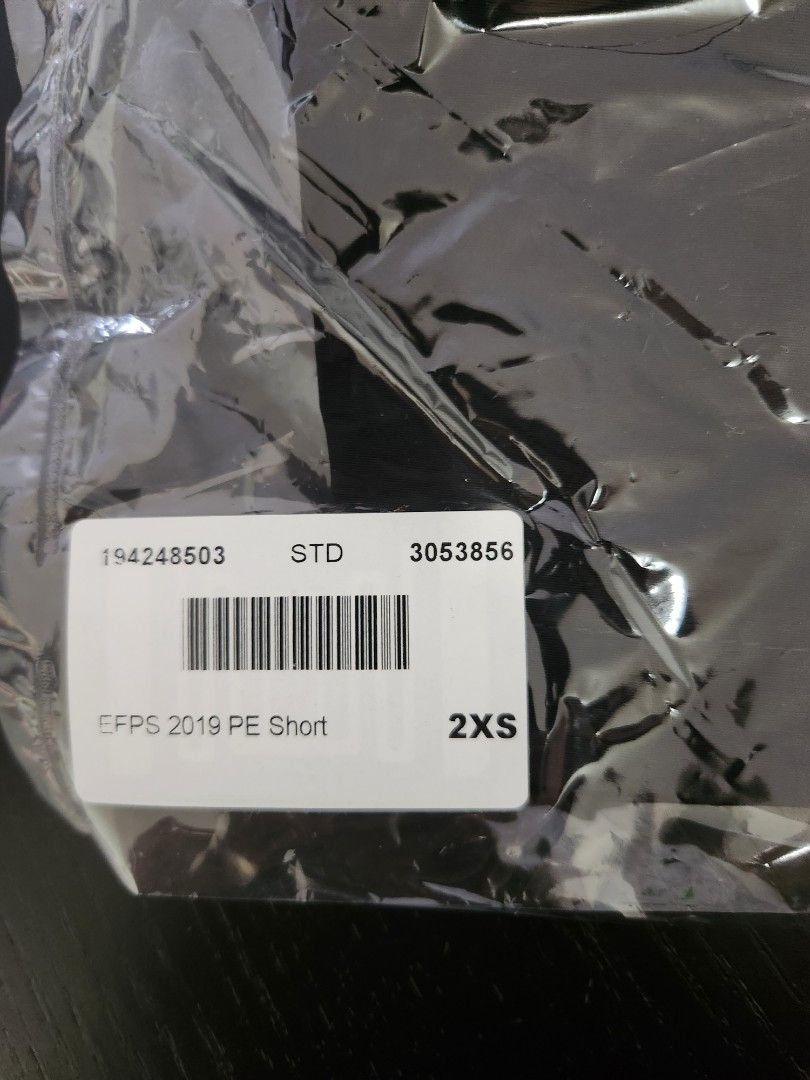 194248503 STD 3053856
EFPS 2019 PE Short 2XS